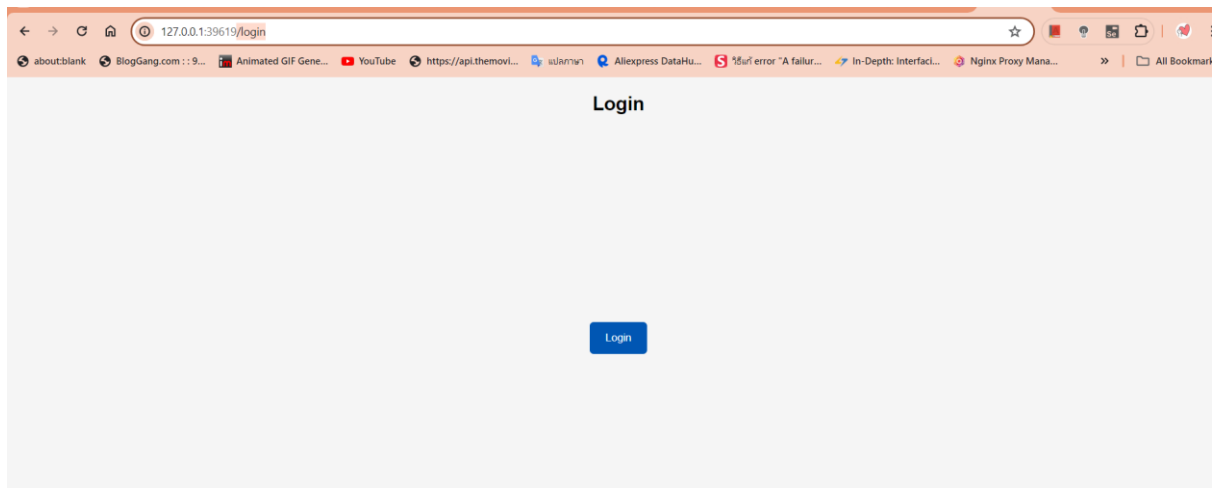 127.0.0.1:39619/login
about:blank BlogGang.com : : 9... Animated GIF Gene... YouTube https://api.themovi... แปลภาษา Aliexpress DataHu... วิธีแก้ error "A failur... In-Depth: Interfaci... Nginx Proxy Mana... » All Bookmark
Login
Login